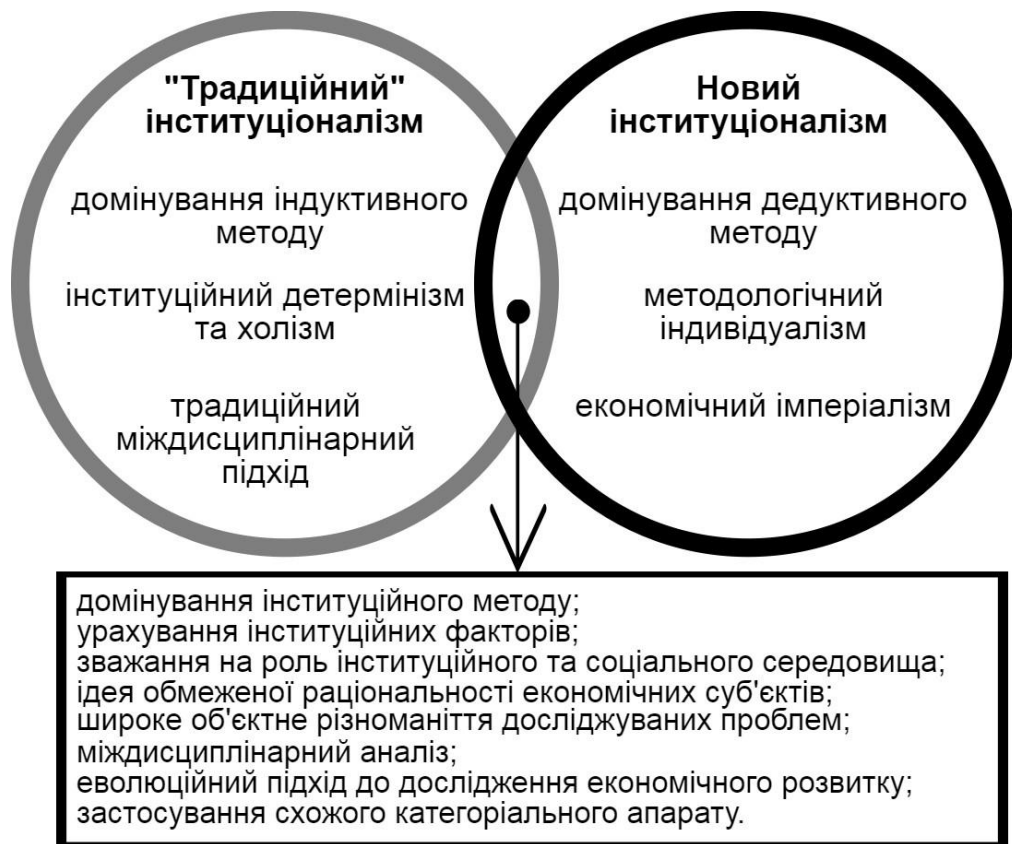 "Традиційний"
інституціоналізм
домінування індуктивного
методу
інституційний детермінізм
та холізм
традиційний
міждисциплінарний
підхід
Новий
інституціоналізм
домінування дедуктивного
методу
методологічний
індивідуалізм
економічний імперіалізм
домінування інституційного методу;
урахування інституційних факторів;
зважання на роль інституційного та соціального середовища;
ідея обмеженої раціональності економічних суб'єктів;
широке об'єктне різноманіття досліджуваних проблем;
міждисциплінарний аналіз;
еволюційний підхід до дослідження економічного розвитку;
застосування схожого категоріального апарату.